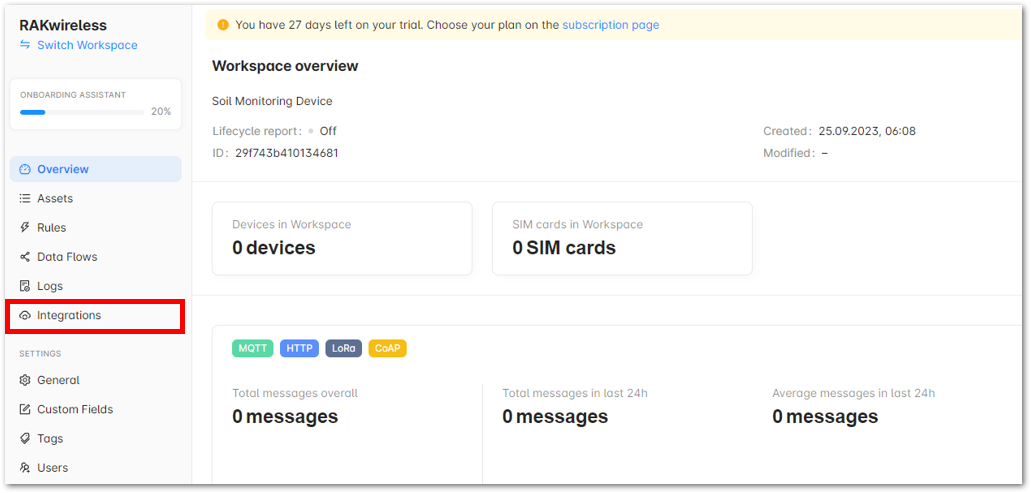 RAKwireless
Switch Workspace
ONBOARDING ASSISTANT
20%
Overview
Assets
Rules
Data Flows
Logs
Integrations
SETTINGS
General
Custom Fields
Tags
Users
You have 27 days left on your trial. Choose your plan on the subscription page
Workspace overview
Soil Monitoring Device
Lifecycle report: Off
ID: 29f743b410134681
Created: 25.09.2023, 06:08
Modified: –
Devices in Workspace
0 devices
SIM cards in Workspace
0 SIM cards
MQTT HTTP LoRa CoAP
Total messages overall
0 messages
Total messages in last 24h
0 messages
Average messages in last 24h
0 messages